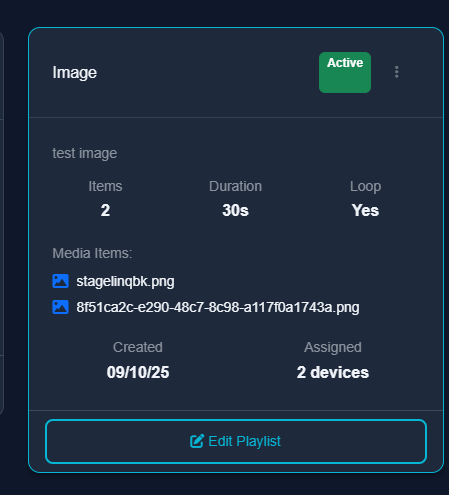 Image
Active
test image
Items Duration Loop
2 30s Yes
Media Items:
stagelinqbk.png
8f51ca2c-e290-48c7-8c98-a117f0a1743a.png
Created Assigned
09/10/25 2 devices
Edit Playlist